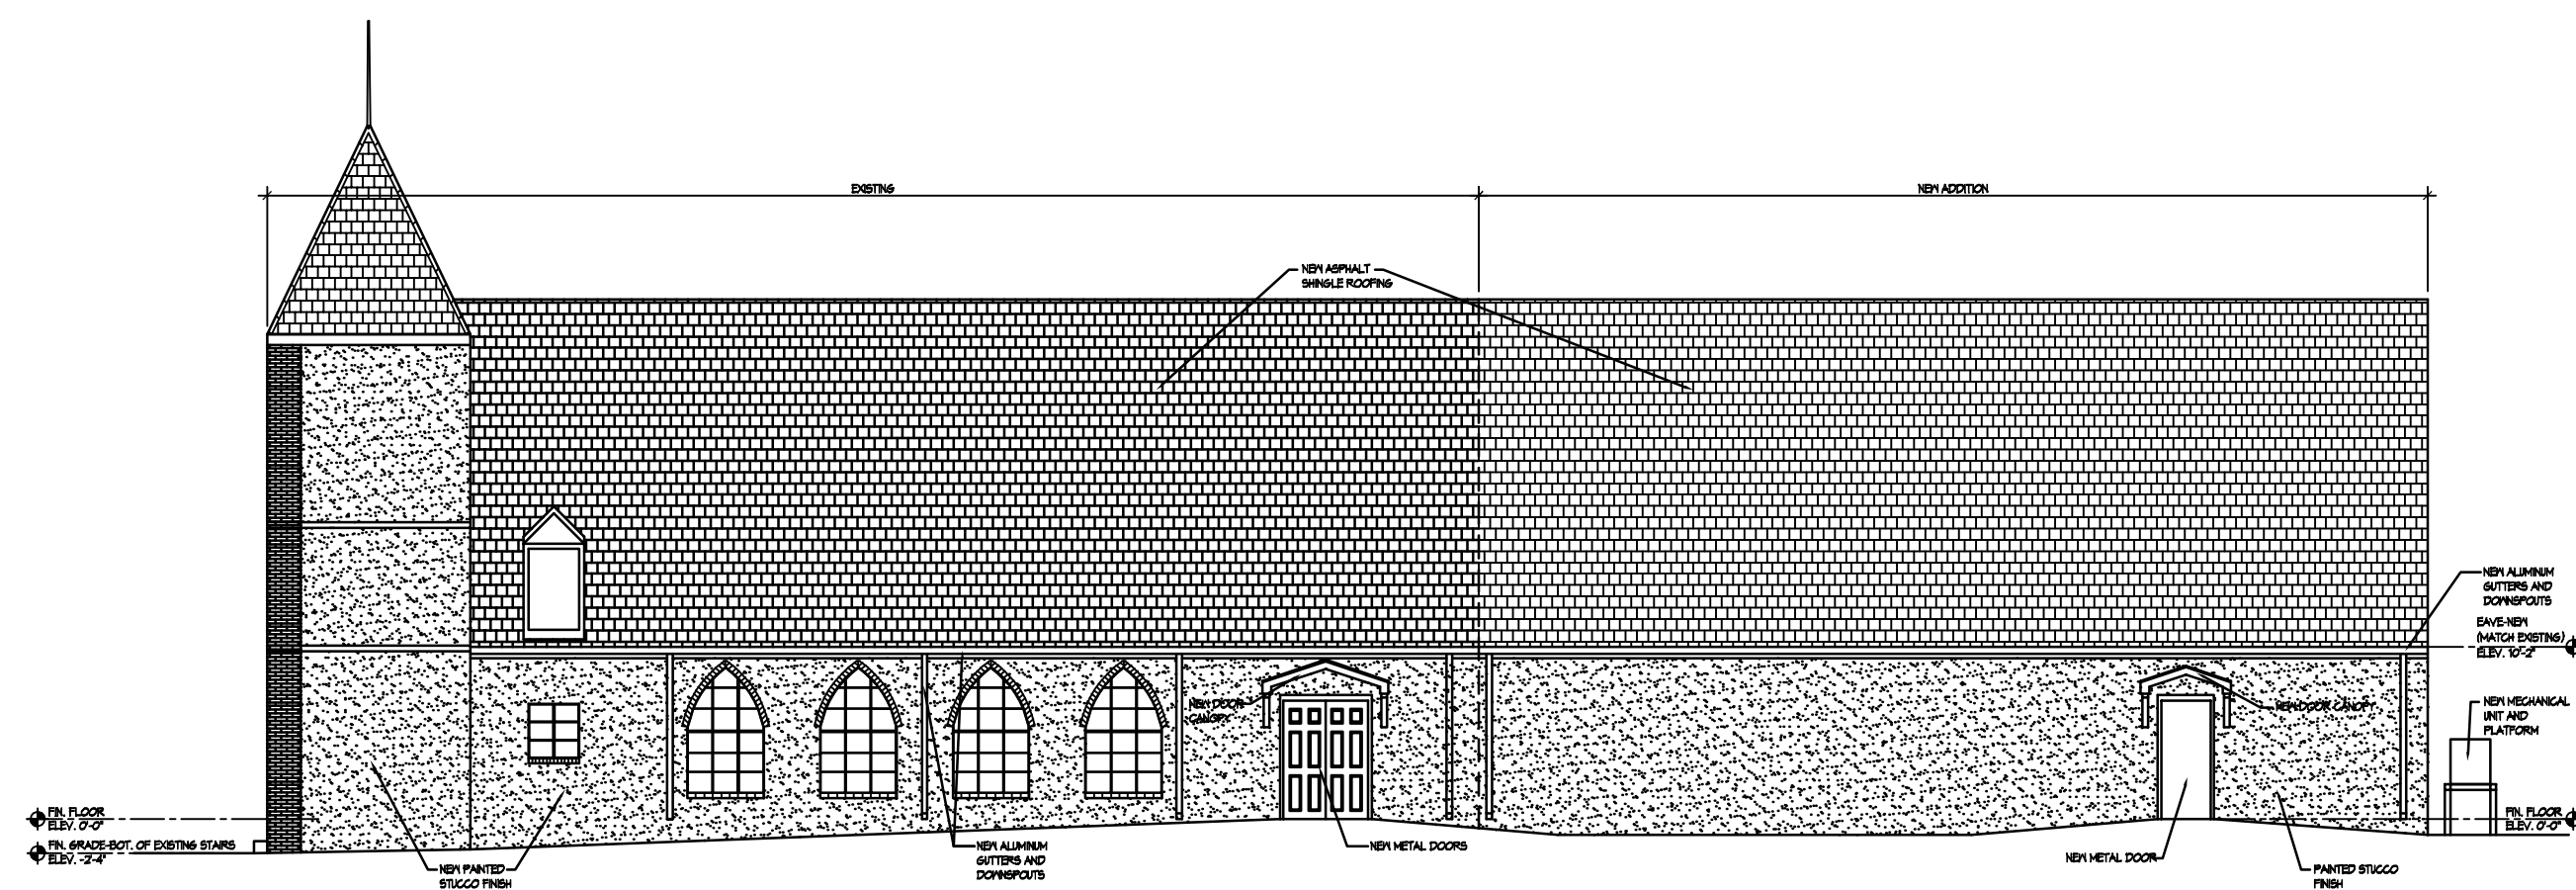 EXISTING
NEW ADDITION
NEW ASPHALT
SHINGLE ROOFING
NEW ALUMINUM
GUTTERS AND
DOWNSPOUTS
EAVE-NEW
(MATCH EXISTING)
ELEV. 10'-2"
NEW DOOR
CANOPY
NEW DOOR CANOPY
NEW MECHANICAL
UNIT AND
PLATFORM
FIN. FLOOR
ELEV. 0'-0"
FIN. FLOOR
ELEV. 0'-0"
FIN. GRADE-BOT. OF EXISTING STAIRS
ELEV. -2'-4"
NEW PAINTED
STUCCO FINISH
NEW ALUMINUM
GUTTERS AND
DOWNSPOUTS
NEW METAL DOORS
NEW METAL DOOR
PAINTED STUCCO
FINISH